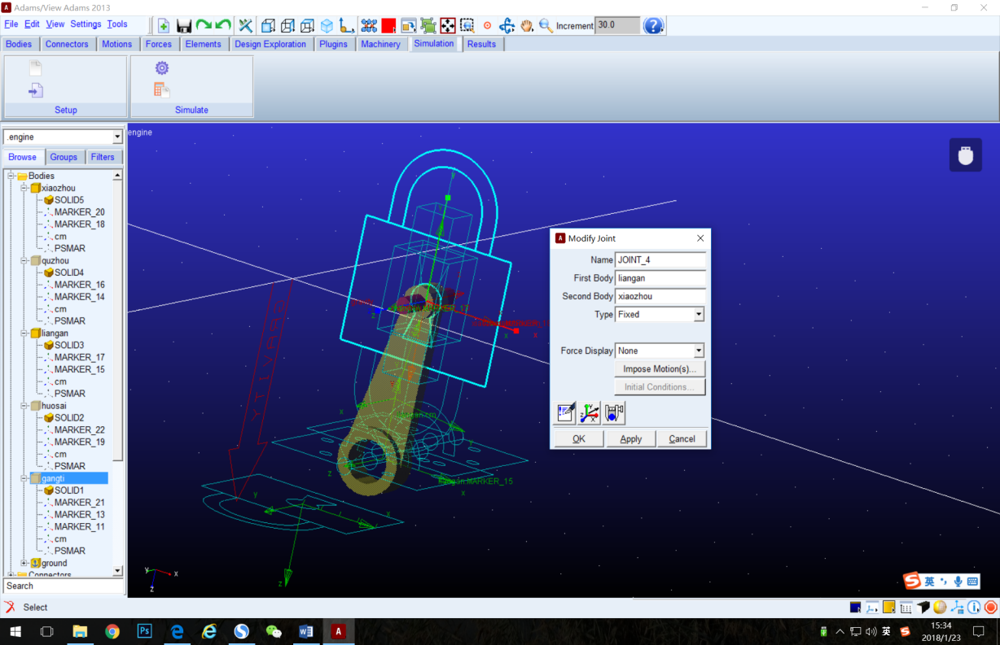 Adams/View Adams 2013
File Edit View Settings Tools
Increment 30.0
Bodies Connectors Motions Forces Elements Design Exploration Plugins Machinery Simulation Results
Setup Simulate
.engine
engine
Browse Groups Filters
Bodies
xiaozhou
SOLID5
MARKER_20
MARKER_18
cm
PSMAR
quzhou
SOLID4
MARKER_16
MARKER_14
cm
PSMAR
liangan
SOLID3
MARKER_17
MARKER_15
cm
PSMAR
huosai
SOLID2
MARKER_22
MARKER_19
cm
PSMAR
gangti
SOLID1
MARKER_21
MARKER_13
MARKER_11
cm
PSMAR
ground
Connectors
Search
Select
Modify Joint
Name JOINT_4
First Body liangan
Second Body xiaozhou
Type Fixed
Force Display None
Impose Motion(s)...
Initial Conditions...
OK Apply Cancel
liangan.MARKER_15
英
英
15:34
2018/1/23